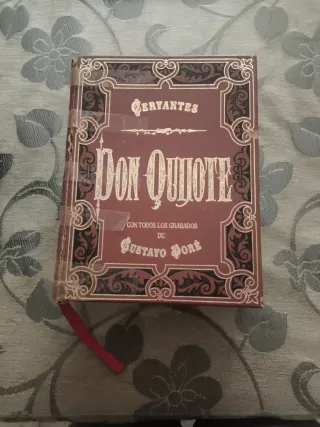 CERVANTES
DON QUIJOTE
CON TODOS LOS GRABADOS
DE
GUSTAVO DORÉ